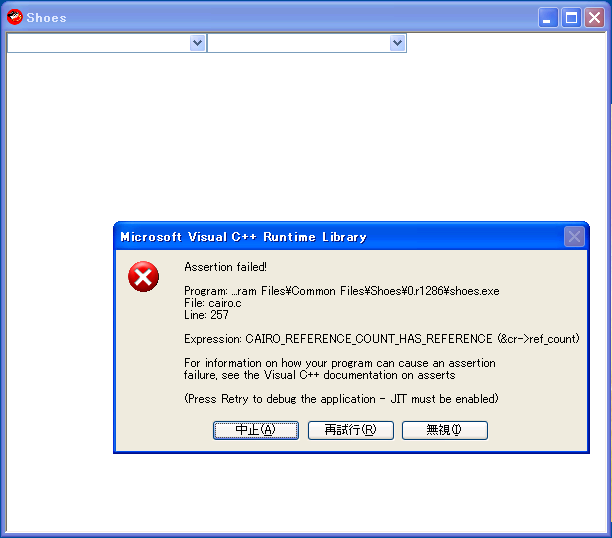 Shoes
Microsoft Visual C++ Runtime Library
Assertion failed!
Program: ...ram Files¥Common Files¥Shoes¥0.r1286¥shoes.exe
File: cairo.c
Line: 257
Expression: CAIRO_REFERENCE_COUNT_HAS_REFERENCE (&cr->ref_count)
For information on how your program can cause an assertion
failure, see the Visual C++ documentation on asserts
(Press Retry to debug the application - JIT must be enabled)
中止(A) 再試行(R) 無視(I)